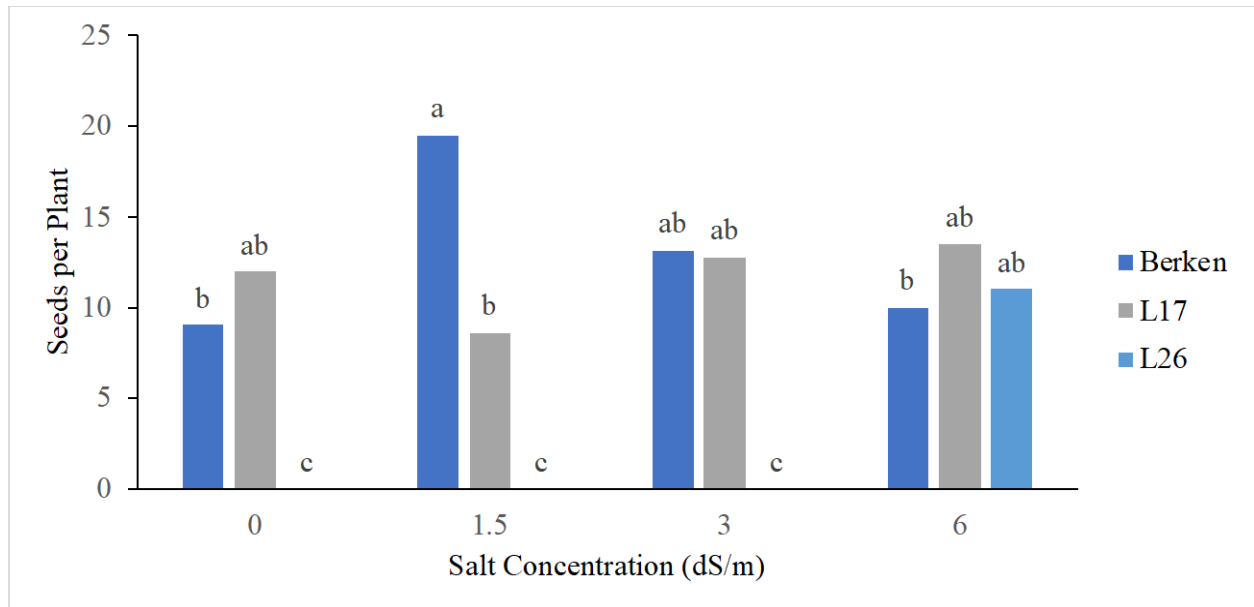 25
20
15
10
5
0
Seeds per Plant
b
ab
c
a
b
c
ab
ab
c
b
ab
ab
0
1.5
3
6
Salt Concentration (dS/m)
Berken
L17
L26